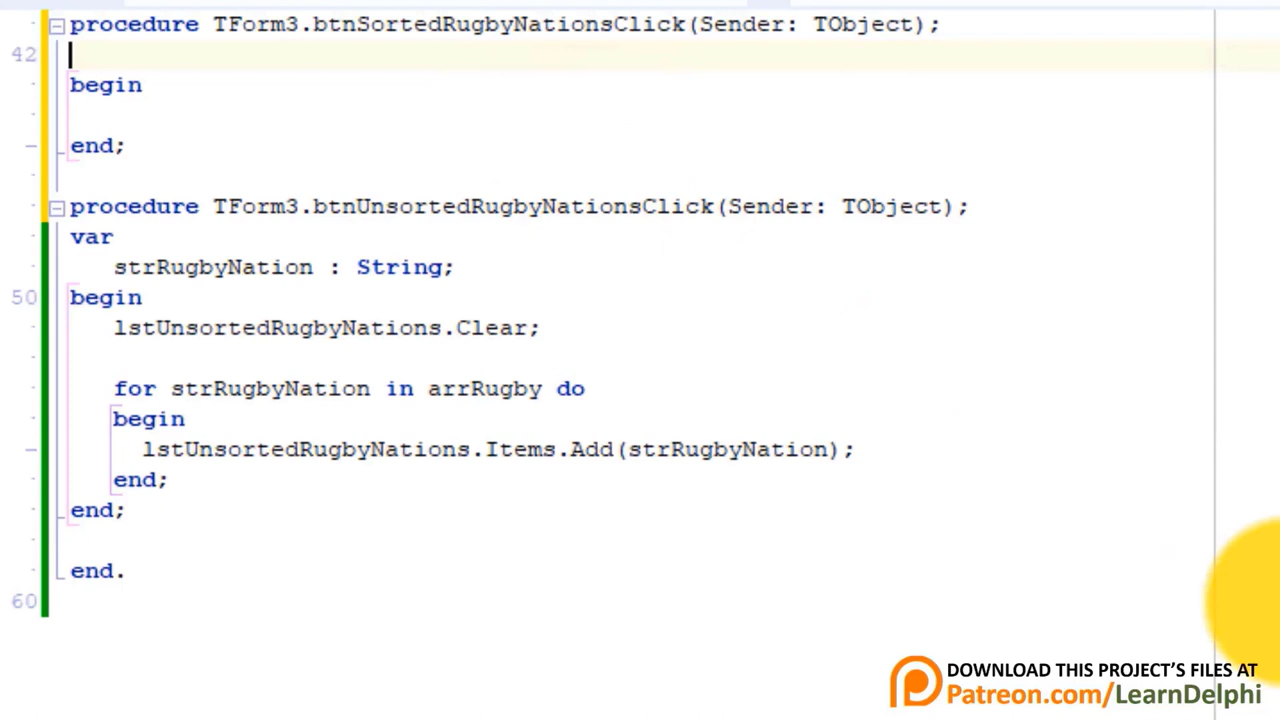 procedure TForm3.btnSortedRugbyNationsClick(Sender: TObject);
42
begin
end;
procedure TForm3.btnUnsortedRugbyNationsClick(Sender: TObject);
var
strRugbyNation : String;
50 begin
lstUnsortedRugbyNations.Clear;
for strRugbyNation in arrRugby do
begin
lstUnsortedRugbyNations.Items.Add(strRugbyNation);
end;
end;
end.
60
DOWNLOAD THIS PROJECT'S FILES AT
Patreon.com/LearnDelphi